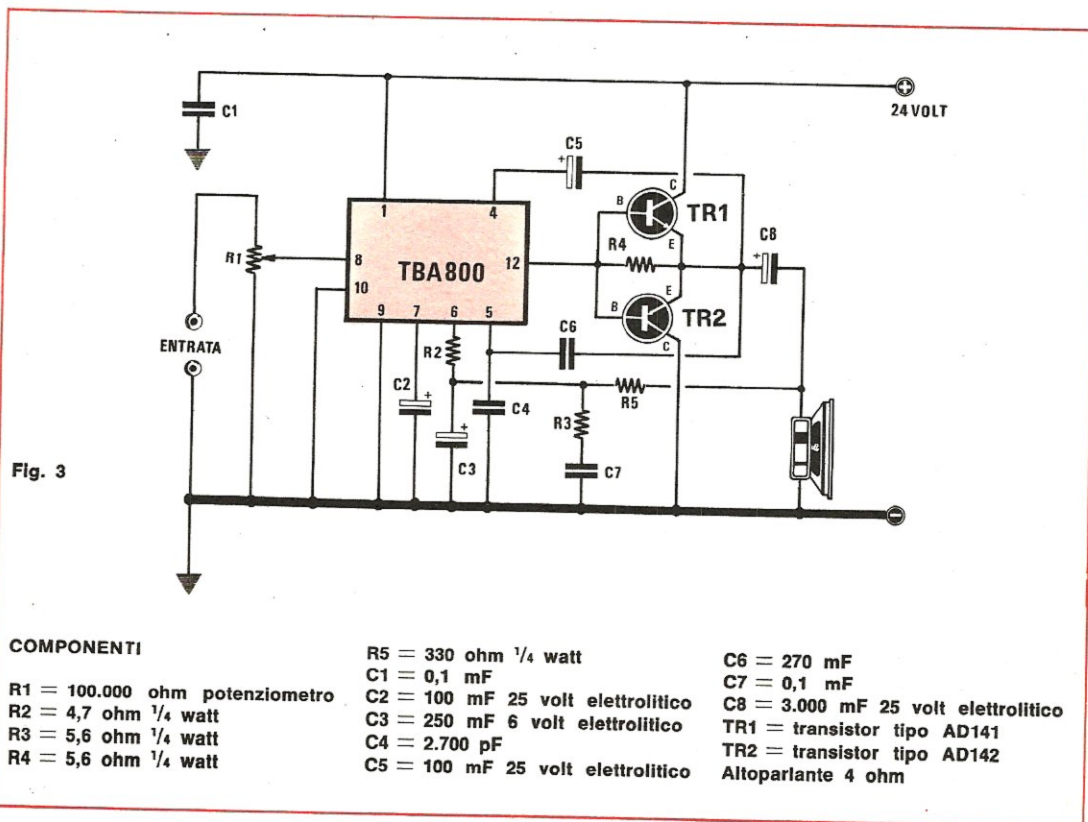 C1
24 VOLT
C5
+
B
C
TR1
1
4
E
C8
+
R4
R1
8
TBA800
12
10
E
B
TR2
C
9
7
6
5
C6
ENTRATA
R2
C2
+
R5
C4
R3
+
C3
C7
Fig. 3
COMPONENTI
R1 = 100.000 ohm potenziometro
R2 = 4,7 ohm 1/4 watt
R3 = 5,6 ohm 1/4 watt
R4 = 5,6 ohm 1/4 watt
R5 = 330 ohm 1/4 watt
C1 = 0,1 mF
C2 = 100 mF 25 volt elettrolitico
C3 = 250 mF 6 volt elettrolitico
C4 = 2.700 pF
C5 = 100 mF 25 volt elettrolitico
C6 = 270 mF
C7 = 0,1 mF
C8 = 3.000 mF 25 volt elettrolitico
TR1 = transistor tipo AD141
TR2 = transistor tipo AD142
Altoparlante 4 ohm